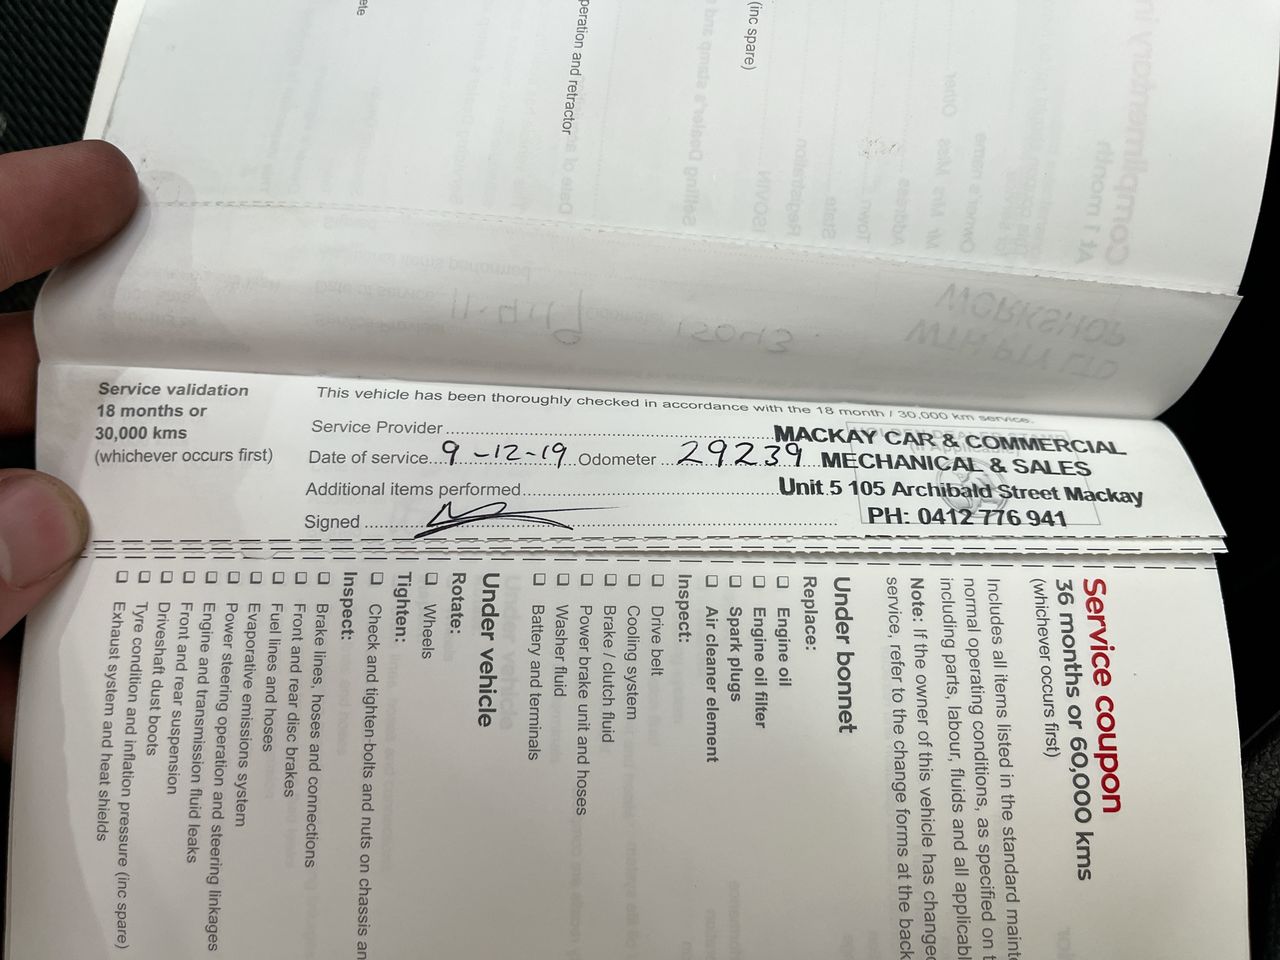 ete
peration and retractor
(inc spare)
Service validation
18 months or
30,000 kms
(whichever occurs first)
This vehicle has been thoroughly checked in accordance with the 18 month / 30,000 km service.
Service Provider
MACKAY CAR & COMMERCIAL
Date of service 9-12-19 Odometer 29239 MECHANICAL & SALES
Additional items performed
Unit 5 105 Archibald Street Mackay
Signed
PH: 0412 776 941
Service coupon
36 months or 60,000 kms
(whichever occurs first)
Includes all items listed in the standard maint
normal operating conditions, as specified on t
including parts, labour, fluids and all applicabl
Note: If the owner of this vehicle has changed
service, refer to the change forms at the back
Under bonnet
Replace:
Engine oil
Engine oil filter
Spark plugs
Air cleaner element
Inspect:
Drive belt
Cooling system
Brake / clutch fluid
Power brake unit and hoses
Washer fluid
Battery and terminals
Under vehicle
Rotate:
Wheels
Tighten:
Check and tighten bolts and nuts on chassis an
Inspect:
Brake lines, hoses and connections
Front and rear disc brakes
Fuel lines and hoses
Evaporative emissions system
Power steering operation and steering linkages
Engine and transmission fluid leaks
Front and rear suspension
Driveshaft dust boots
Tyre condition and inflation pressure (inc spare)
Exhaust system and heat shields